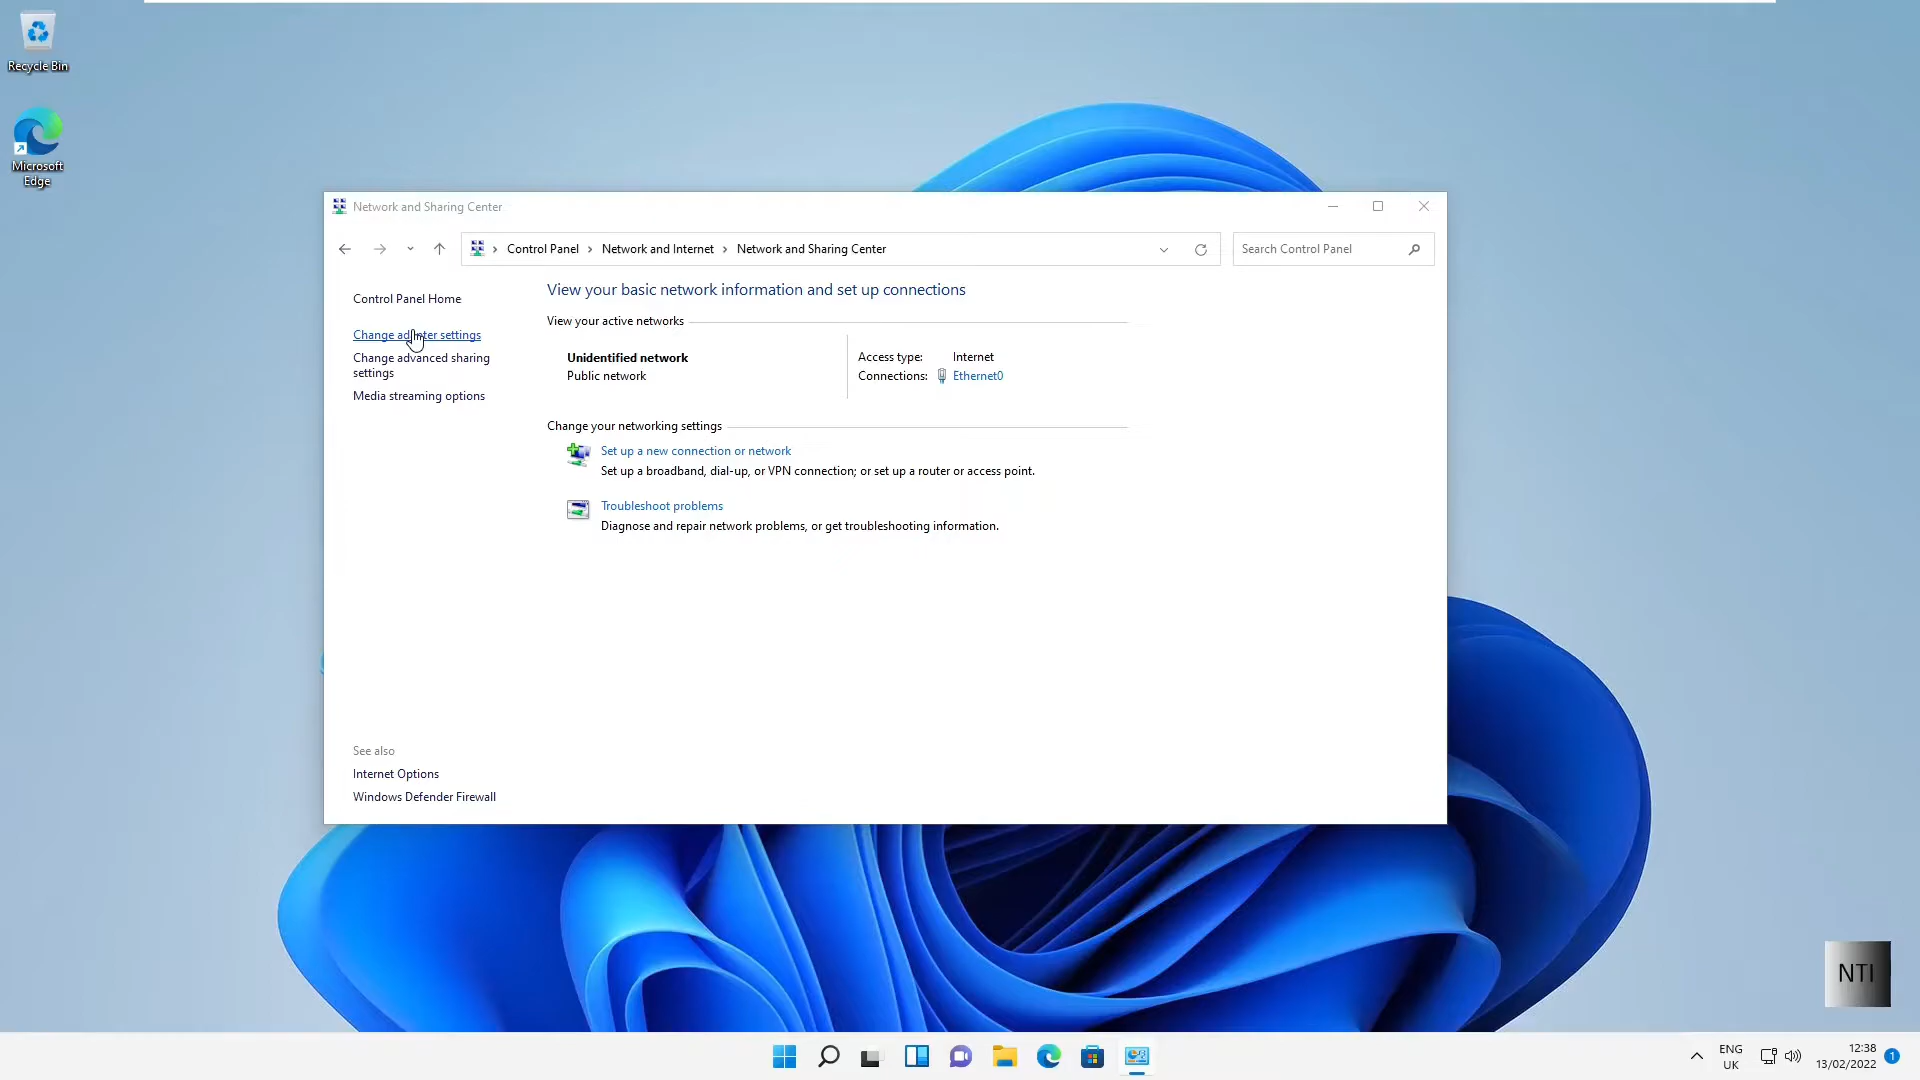 Recycle Bin
Microsoft
Edge
Network and Sharing Center
Control Panel
Network and Internet
Network and Sharing Center
Search Control Panel
Control Panel Home
Change adapter settings
Change advanced sharing
settings
Media streaming options
View your basic network information and set up connections
View your active networks
Unidentified network
Public network
Access type:
Internet
Connections:
Ethernet0
Change your networking settings
Set up a new connection or network
Set up a broadband, dial-up, or VPN connection; or set up a router or access point.
Troubleshoot problems
Diagnose and repair network problems, or get troubleshooting information.
See also
Internet Options
Windows Defender Firewall
NTI
ENG
UK
12:38
13/02/2022
1